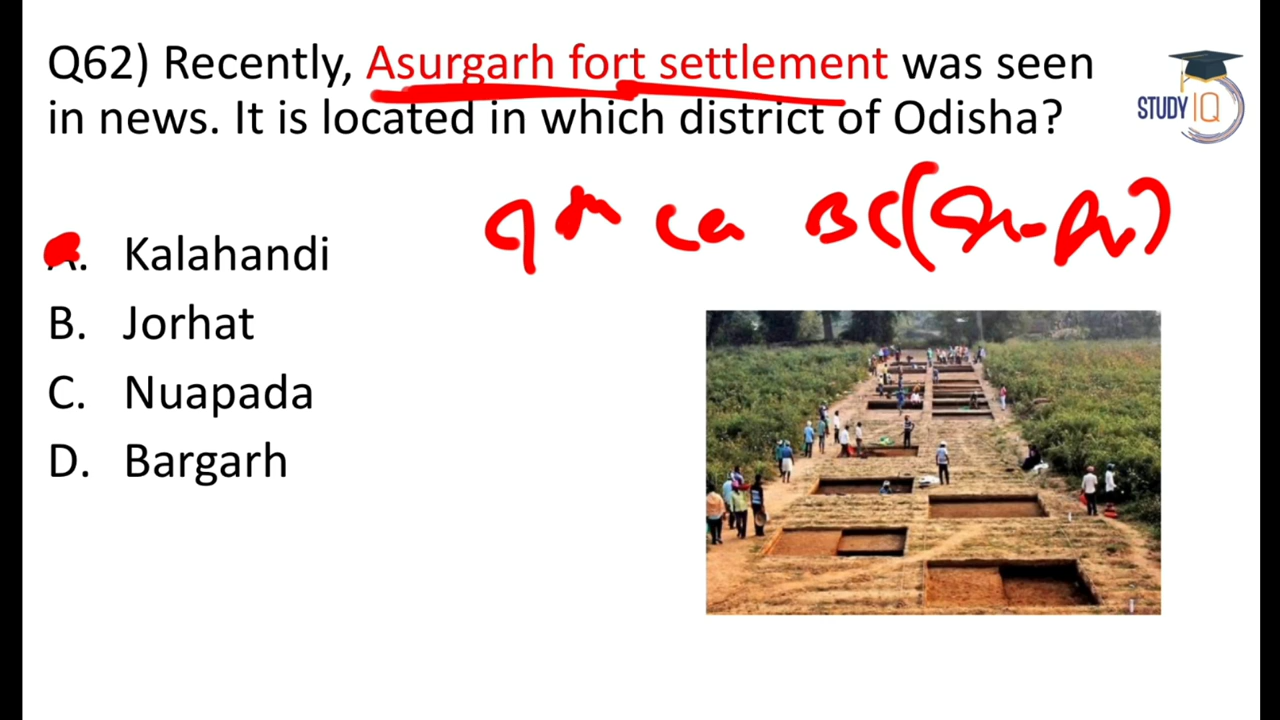 Q62) Recently, Asurgarh fort settlement was seen
in news. It is located in which district of Odisha?
STUDY IQ
A. Kalahandi
B. Jorhat
C. Nuapada
D. Bargarh